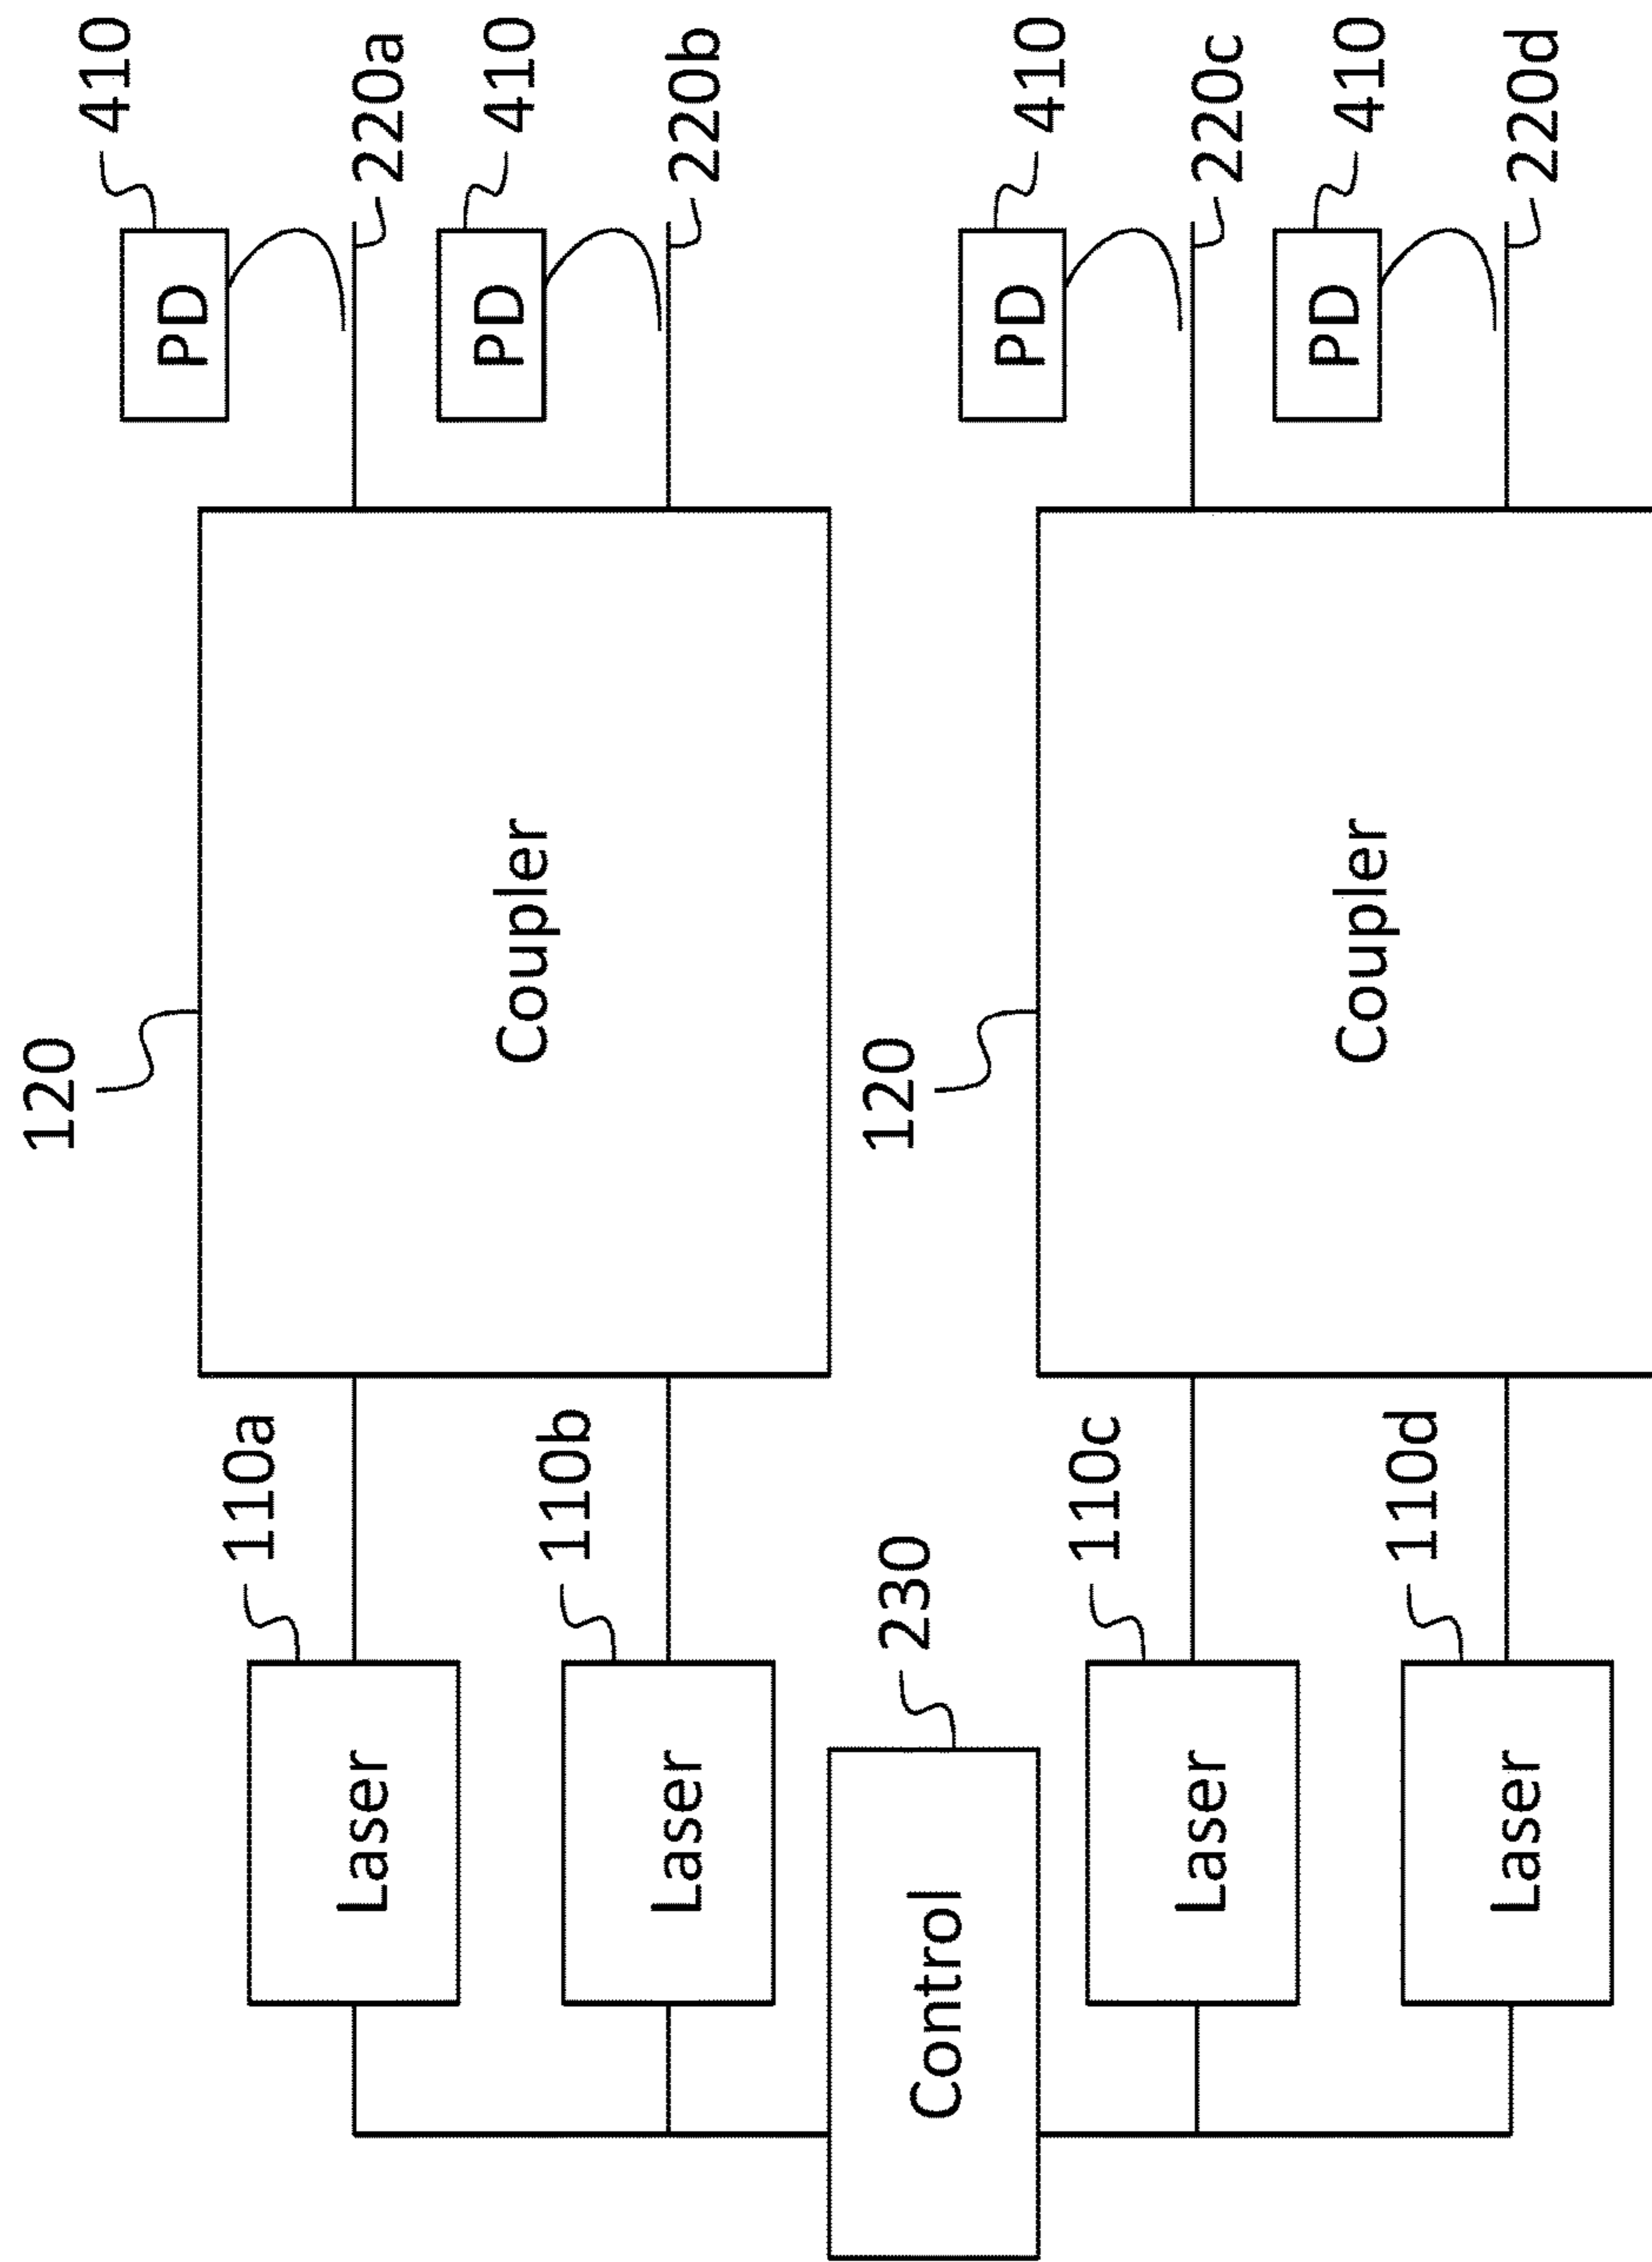 110a
Laser
120
Coupler
410
PD
220a
110b
Laser
410
PD
220b
230
Control
110c
Laser
120
Coupler
410
PD
220c
110d
Laser
410
PD
220d